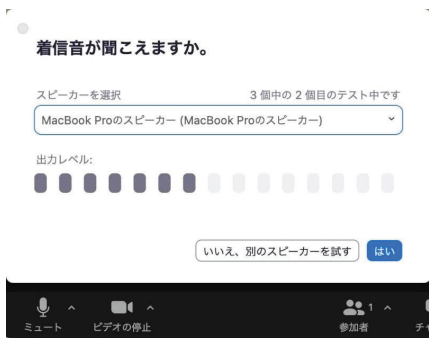 着信音が聞こえますか。
スピーカーを選択 3 個中の 2 個目のテスト中です
MacBook Proのスピーカー (MacBook Proのスピーカー)
出力レベル:
いいえ、別のスピーカーを試す はい
1
ミュート ビデオの停止 参加者